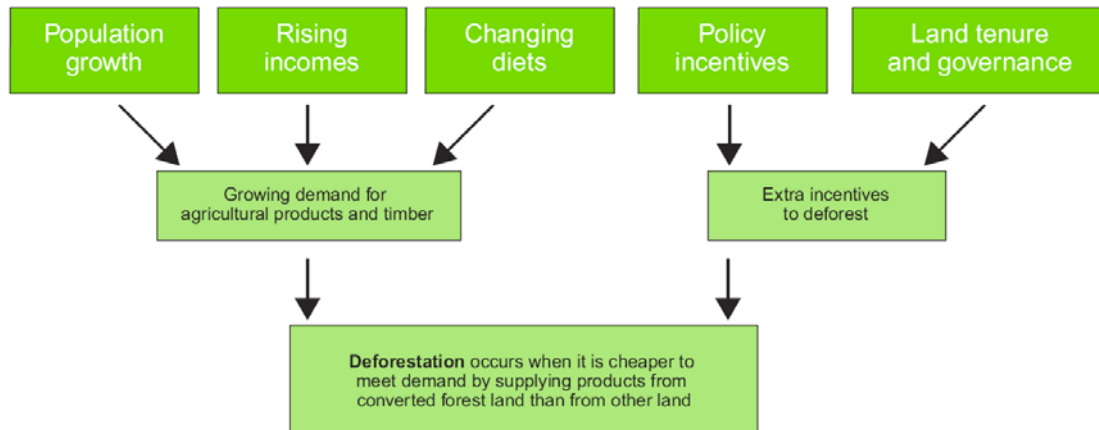 Population
growth
Rising
incomes
Changing
diets
Policy
incentives
Land tenure
and governance
Growing demand for
agricultural products and timber
Extra incentives
to deforest
Deforestation occurs when it is cheaper to
meet demand by supplying products from
converted forest land than from other land